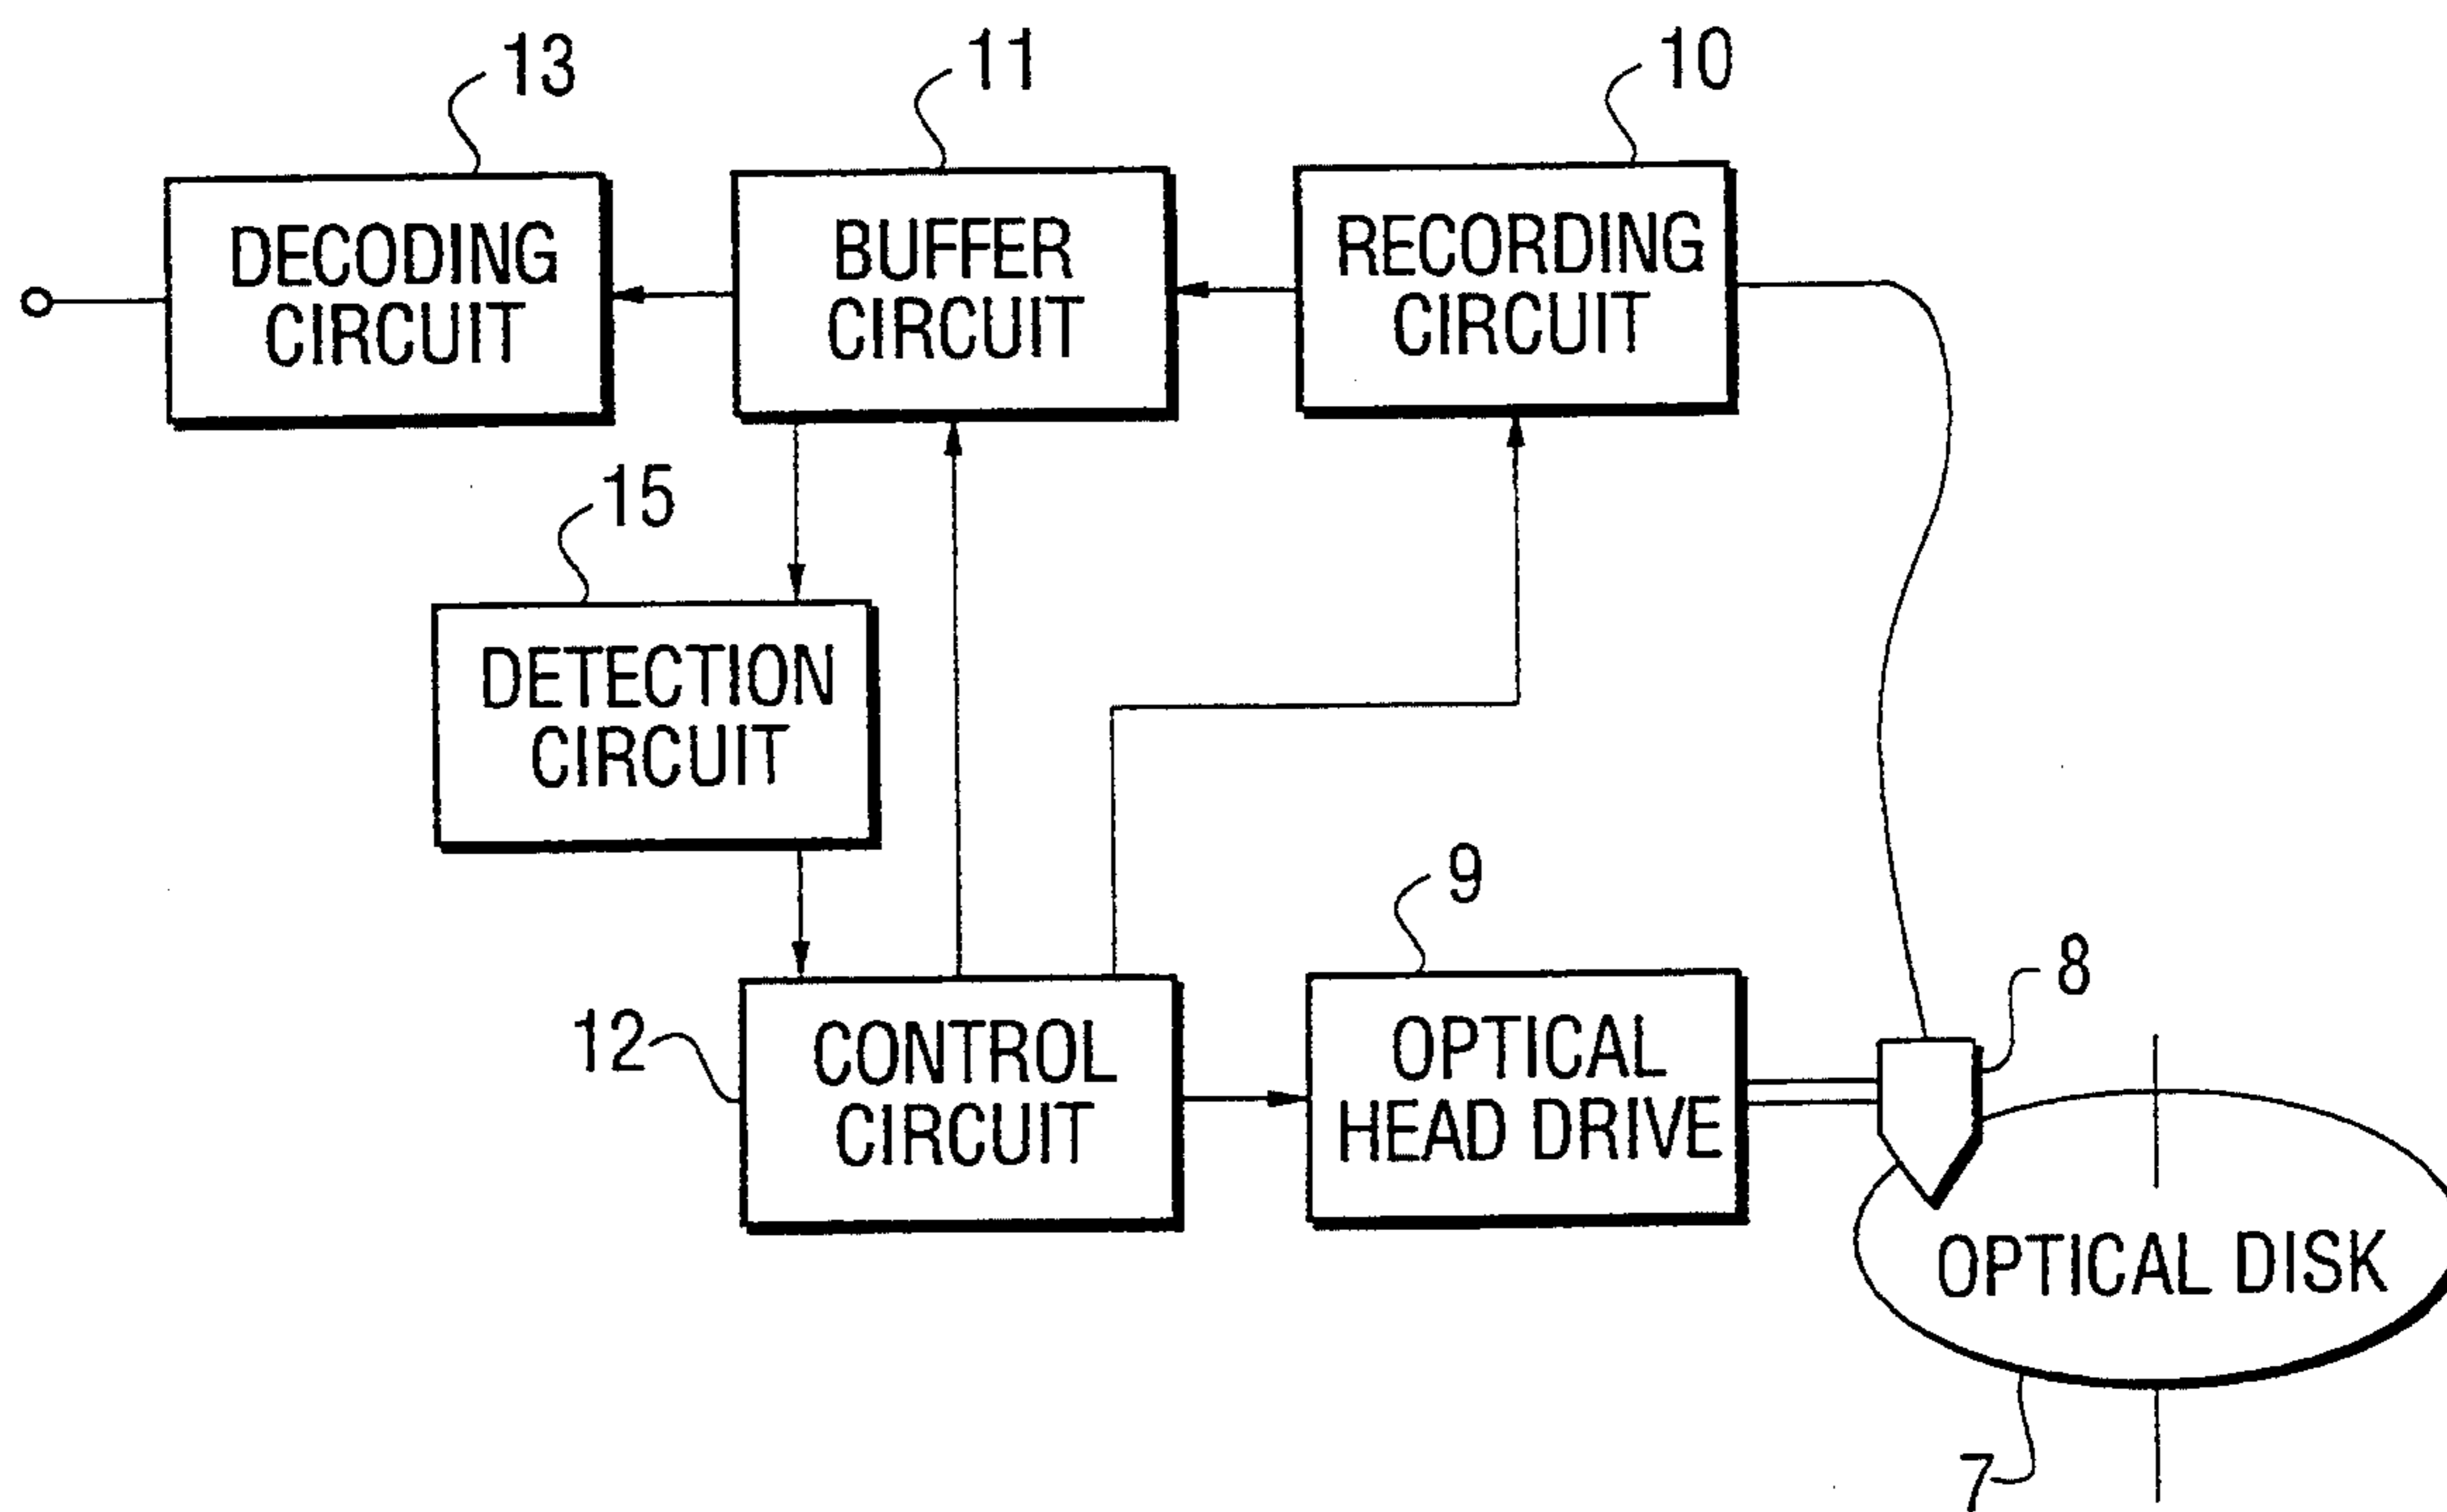 13
11
10
DECODING
CIRCUIT
BUFFER
CIRCUIT
RECORDING
CIRCUIT
15
DETECTION
CIRCUIT
9
8
12
CONTROL
CIRCUIT
OPTICAL
HEAD DRIVE
OPTICAL DISK
7